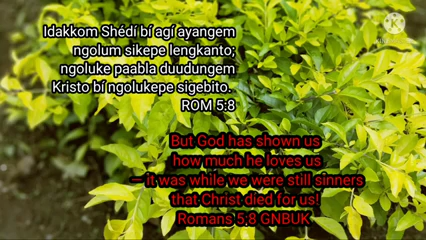 Idakkom Shédí bí agí ayangem
ngolum sikepe lengkanto;
ngoluke paabla duudungem
Kristo bí ngolukepe sigebito.
ROM 5:8
But God has shown us
how much he loves us
— it was while we were still sinners
that Christ died for us!
Romans 5;8 GNBUK